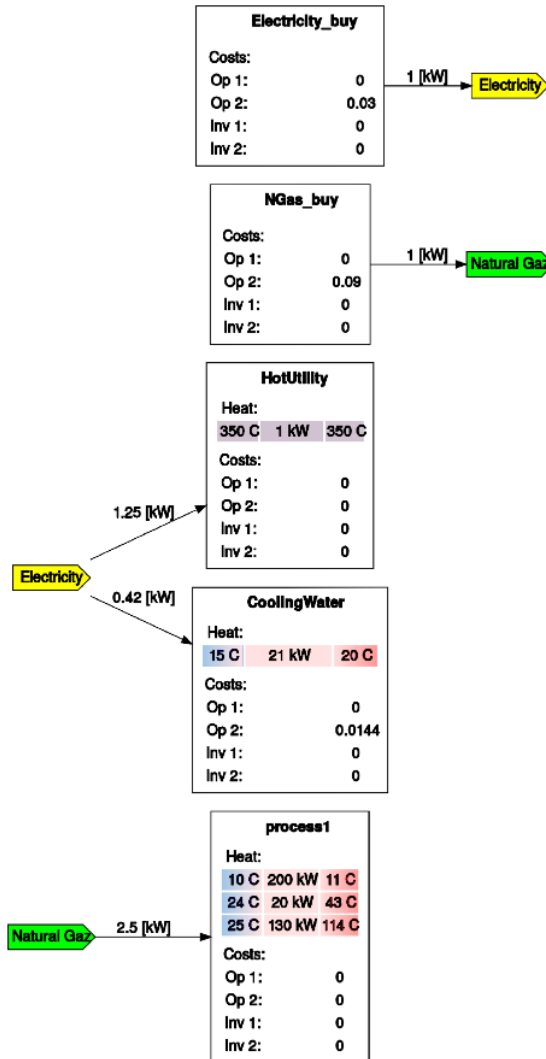 Electricity_buy
Costs:
Op 1: 0
Op 2: 0.03
Inv 1: 0
Inv 2: 0
1 [kW]
Electricity
NGas_buy
Costs:
Op 1: 0
Op 2: 0.09
Inv 1: 0
Inv 2: 0
1 [kW]
Natural Gaz
HotUtility
Heat:
350 C 1 kW 350 C
Costs:
Op 1: 0
Op 2: 0
Inv 1: 0
Inv 2: 0
1.25 [kW]
Electricity
0.42 [kW]
CoolingWater
Heat:
15 C 21 kW 20 C
Costs:
Op 1: 0
Op 2: 0.0144
Inv 1: 0
Inv 2: 0
process1
Heat:
10 C 200 kW 11 C
24 C 20 kW 43 C
25 C 130 kW 114 C
Natural Gaz
2.5 [kW]
Costs:
Op 1: 0
Op 2: 0
Inv 1: 0
Inv 2: 0